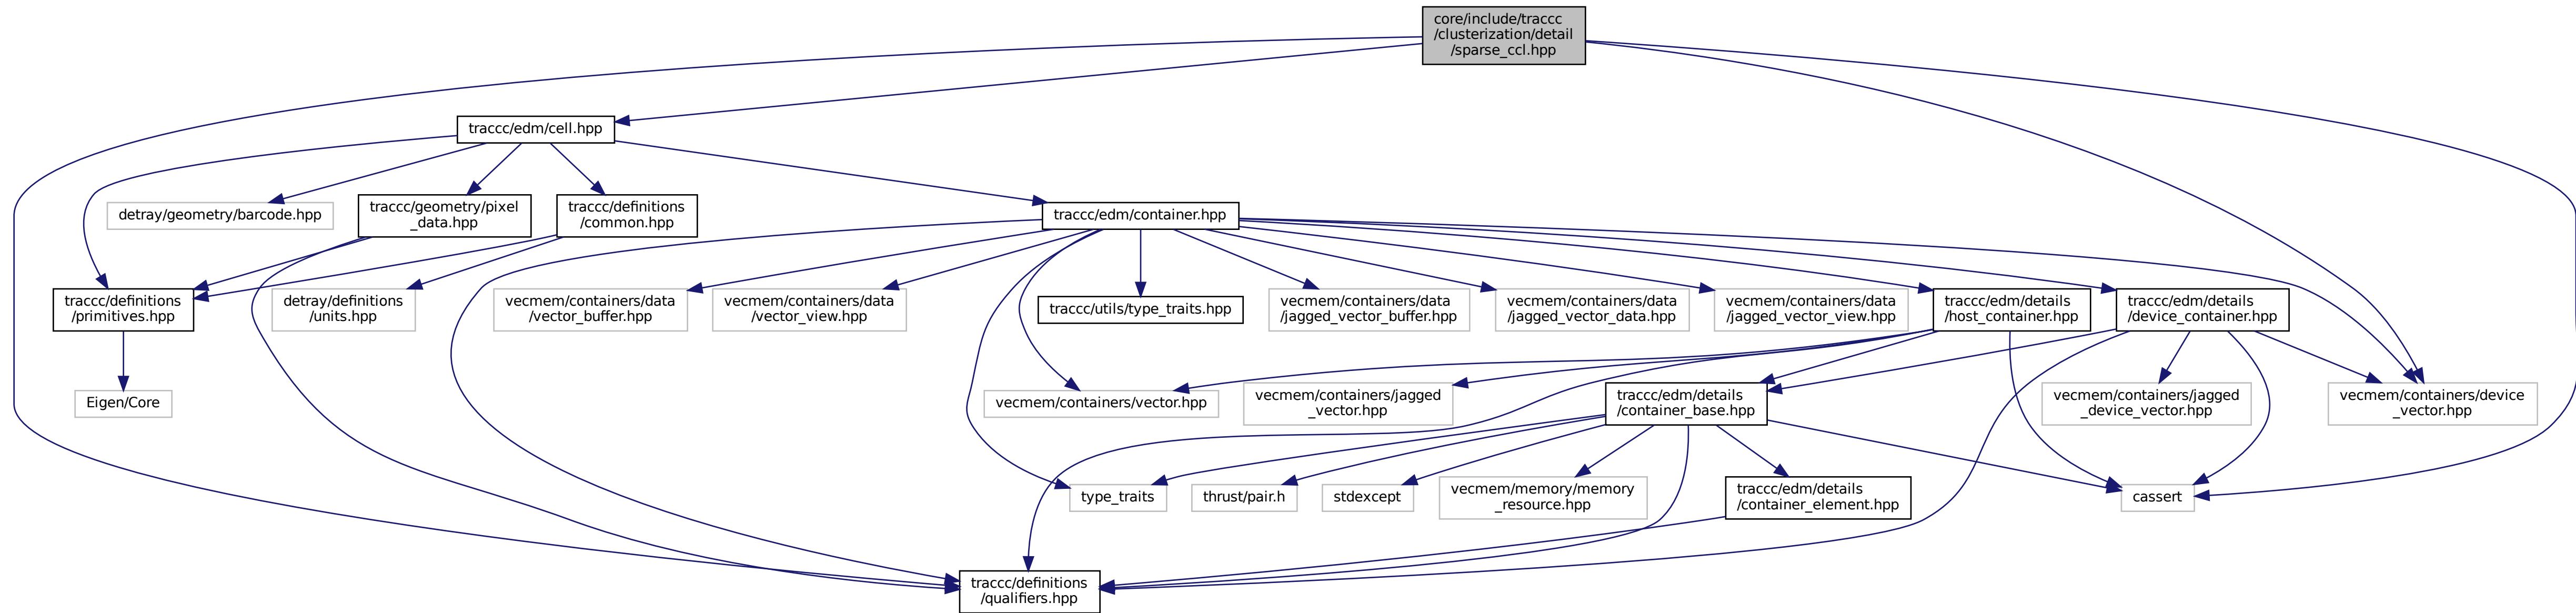 core/include/traccc
/clusterization/detail
/sparse_ccl.hpp
traccc/edm/cell.hpp
detray/geometry/barcode.hpp
traccc/geometry/pixel
_data.hpp
traccc/definitions
/common.hpp
traccc/edm/container.hpp
traccc/definitions
/primitives.hpp
detray/definitions
/units.hpp
vecmem/containers/data
/vector_buffer.hpp
vecmem/containers/data
/vector_view.hpp
traccc/utils/type_traits.hpp
vecmem/containers/data
/jagged_vector_buffer.hpp
vecmem/containers/data
/jagged_vector_data.hpp
vecmem/containers/data
/jagged_vector_view.hpp
traccc/edm/details
/host_container.hpp
traccc/edm/details
/device_container.hpp
Eigen/Core
vecmem/containers/vector.hpp
vecmem/containers/jagged
_vector.hpp
traccc/edm/details
/container_base.hpp
vecmem/containers/jagged
_device_vector.hpp
vecmem/containers/device
_vector.hpp
type_traits
thrust/pair.h
stdexcept
vecmem/memory/memory
_resource.hpp
traccc/edm/details
/container_element.hpp
cassert
traccc/definitions
/qualifiers.hpp